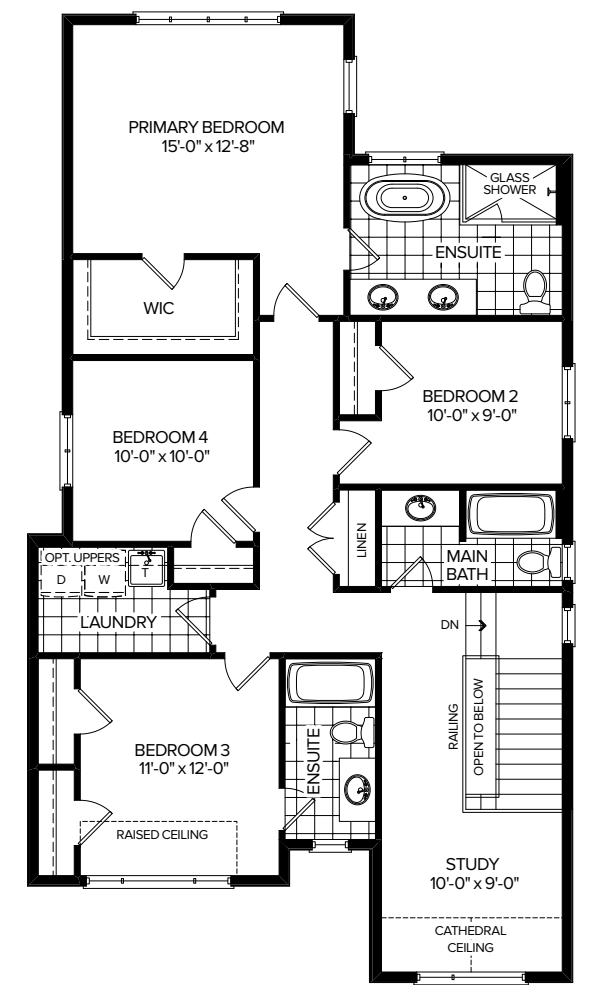 PRIMARY BEDROOM
15'-0" x 12'-8"
GLASS
SHOWER
ENSUITE
WIC
BEDROOM 2
10'-0" x 9'-0"
BEDROOM 4
10'-0" x 10'-0"
LINEN
MAIN
BATH
OPT. UPPERS
D
W
T
LAUNDRY
DN
RAILING
OPEN TO BELOW
BEDROOM 3
11'-0" x 12'-0"
ENSUITE
RAISED CEILING
STUDY
10'-0" x 9'-0"
CATHEDRAL
CEILING